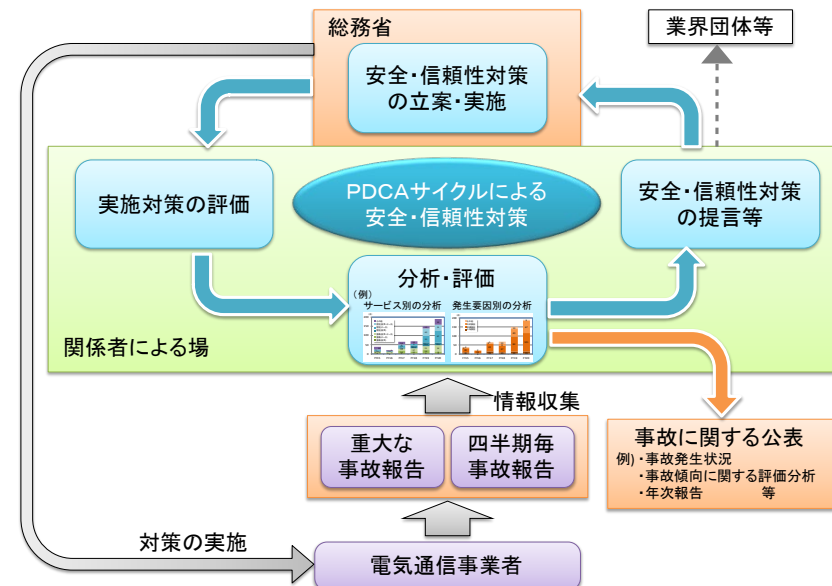 総務省
業界団体等
安全・信頼性対策
の立案・実施
実施対策の評価
PDCAサイクルによる
安全・信頼性対策
安全・信頼性対策
の提言等
分析・評価
(例)
サービス別の分析
発生要因別の分析
関係者による場
情報収集
重大な
事故報告
四半期毎
事故報告
事故に関する公表
例)・事故発生状況
・事故傾向に関する評価分析
・年次報告 等
対策の実施
電気通信事業者